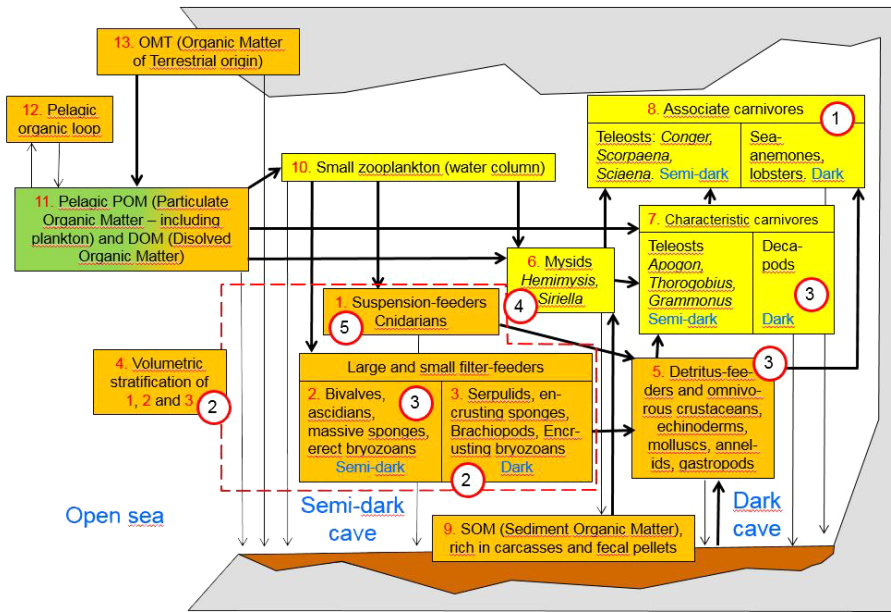 13. OMT (Organic Matter
of Terrestrial origin)
12. Pelagic
organic loop
11. Pelagic POM (Particulate
Organic Matter – including
plankton) and DOM (Disolved
Organic Matter)
10. Small zooplankton (water column)
8. Associate carnivores
1
Teleosts: Conger,
Scorpaena,
Sciaena. Semi-dark
Sea-
anemones,
lobsters. Dark
7. Characteristic carnivores
Teleosts
Apogon,
Thorogobius,
Grammonus
Semi-dark
Deca-
pods
3
Dark
6. Mysids
Hemimysis,
Siriella
4
1. Suspension-feeders
Cnidarians
5
4. Volumetric
stratification of
1, 2 and 3
2
Large and small filter-feeders
2. Bivalves,
ascidians,
massive sponges,
erect bryozoans
Semi-dark
3
3. Serpulids, en-
crusting sponges,
Brachiopods, Encr-
usting bryozoans
Dark
2
3
5. Detritus-fee-
ders and omniv-
orous crustaceans,
echinoderms,
molluscs, annel-
ids, gastropods
Open sea
Semi-dark
cave
9. SOM (Sediment Organic Matter),
rich in carcasses and fecal pellets
Dark
cave